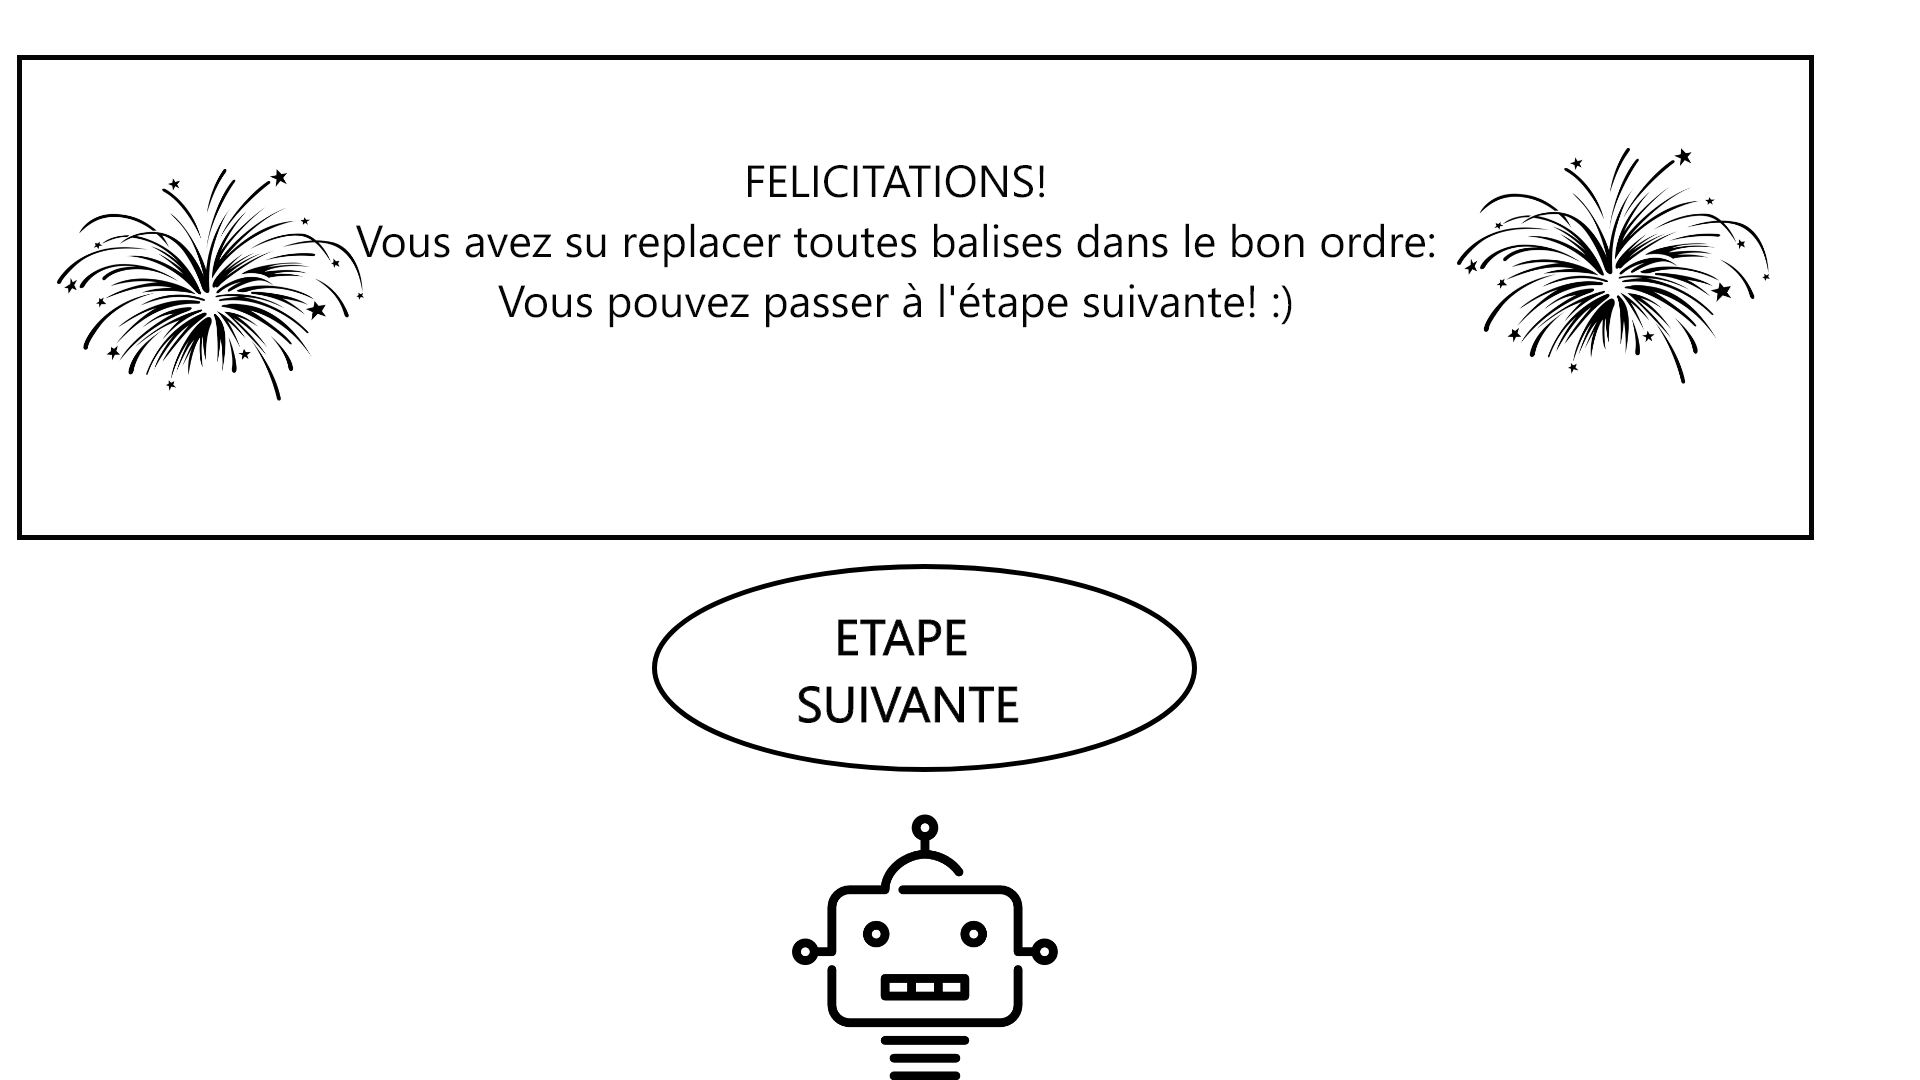 FELICITATIONS!
Vous avez su replacer toutes balises dans le bon ordre:
Vous pouvez passer à l'étape suivante! :)
ETAPE
SUIVANTE